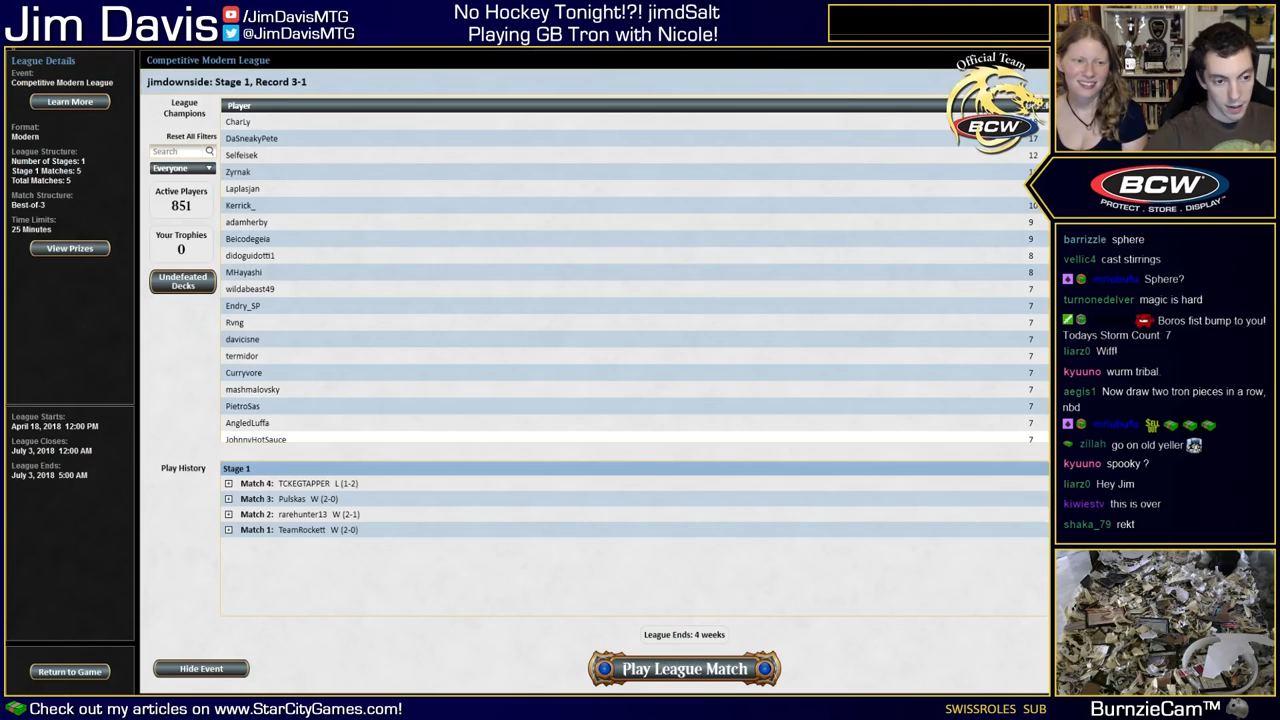 Jim Davis
/JimDavisMTG
@JimDavisMTG
No Hockey Tonight!?! jimdSalt
Playing GB Tron with Nicole!
League Details
Event:
Competitive Modern League
Learn More
Format:
Modern
League Structure:
Number of Stages: 1
Stage 1 Matches: 5
Total Matches: 5
Match Structure:
Best-of-3
Time Limits:
25 Minutes
View Prizes
League Starts:
April 18, 2018 12:00 PM
League Closes:
July 3, 2018 12:00 AM
League Ends:
July 3, 2018 5:00 AM
Return to Game
Competitive Modern League
jimdownside: Stage 1, Record 3-1
League
Champions
Reset All Filters
Search
Everyone
Active Players
851
Your Trophies
0
Undefeated
Decks
Player
CharLy
DaSneakyPete 17
Selfeisek 12
Zyrnak
Laplasjan
Kerrick_ 10
adamherby 9
Beicodegeia 9
didoguidotti1 8
MHayashi 8
wildabeast49 7
Endry_SP 7
Rvng 7
davicisne 7
termidor 7
Curryvore 7
mashmalovsky 7
PietroSas 7
AngledLuffa 7
JohnnyHotSauce 7
Play History
Stage 1
Match 4: TCKEGTAPPER L (1-2)
Match 3: Pulskas W (2-0)
Match 2: rarehunter13 W (2-1)
Match 1: TeamRockett W (2-0)
League Ends: 4 weeks
Hide Event
Play League Match
Official Team
BCW
BCW
PROTECT . STORE . DISPLAY
barrizzle sphere
vellic4 cast stirrings
Sphere?
turnonedelver magic is hard
Boros fist bump to you!
Todays Storm Count 7
liarz0 Wiff!
kyuuno wurm tribal.
aegis1 Now draw two tron pieces in a row,
nbd
zillah go on old yeller
kyuuno spooky ?
liarz0 Hey Jim
kiwiestv this is over
shaka_79 rekt
Check out my articles on www.StarCityGames.com!
SWISSROLES SUB
BurnzieCam™